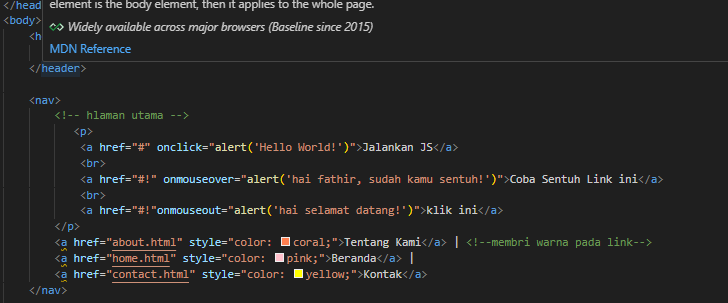 </head
element is the body element, then it applies to the whole page.
<body>
Widely available across major browsers (Baseline since 2015)
<h
MDN Reference
</header>
<nav>
<!-- hlaman utama -->
<p>
<a href="#" onclick="alert('Hello World!')">Jalankan JS</a>
<br>
<a href="#!" onmouseover="alert('hai fathir, sudah kamu sentuh!')">Coba Sentuh Link ini</a>
<br>
<a href="#!"onmouseout="alert('hai selamat datang!')">klik ini</a>
</p>
<a href="about.html" style="color: coral;">Tentang Kami</a> | <!--membri warna pada link-->
<a href="home.html" style="color: pink;">Beranda</a> |
<a href="contact.html" style="color: yellow;">Kontak</a>
</nav>